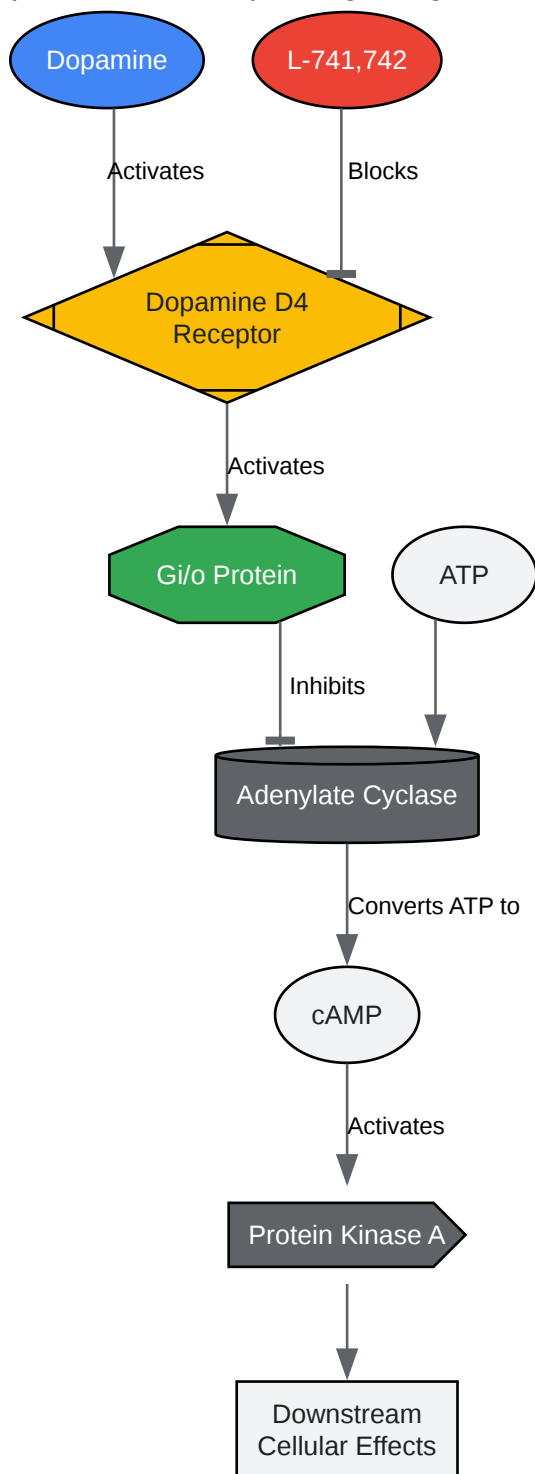 Dopamine
L-741,742
Activates
Blocks
Dopamine D4
Receptor
Activates
Gi/o Protein
ATP
Inhibits
Adenylate Cyclase
Converts ATP to
cAMP
Activates
Protein Kinase A
Downstream
Cellular Effects